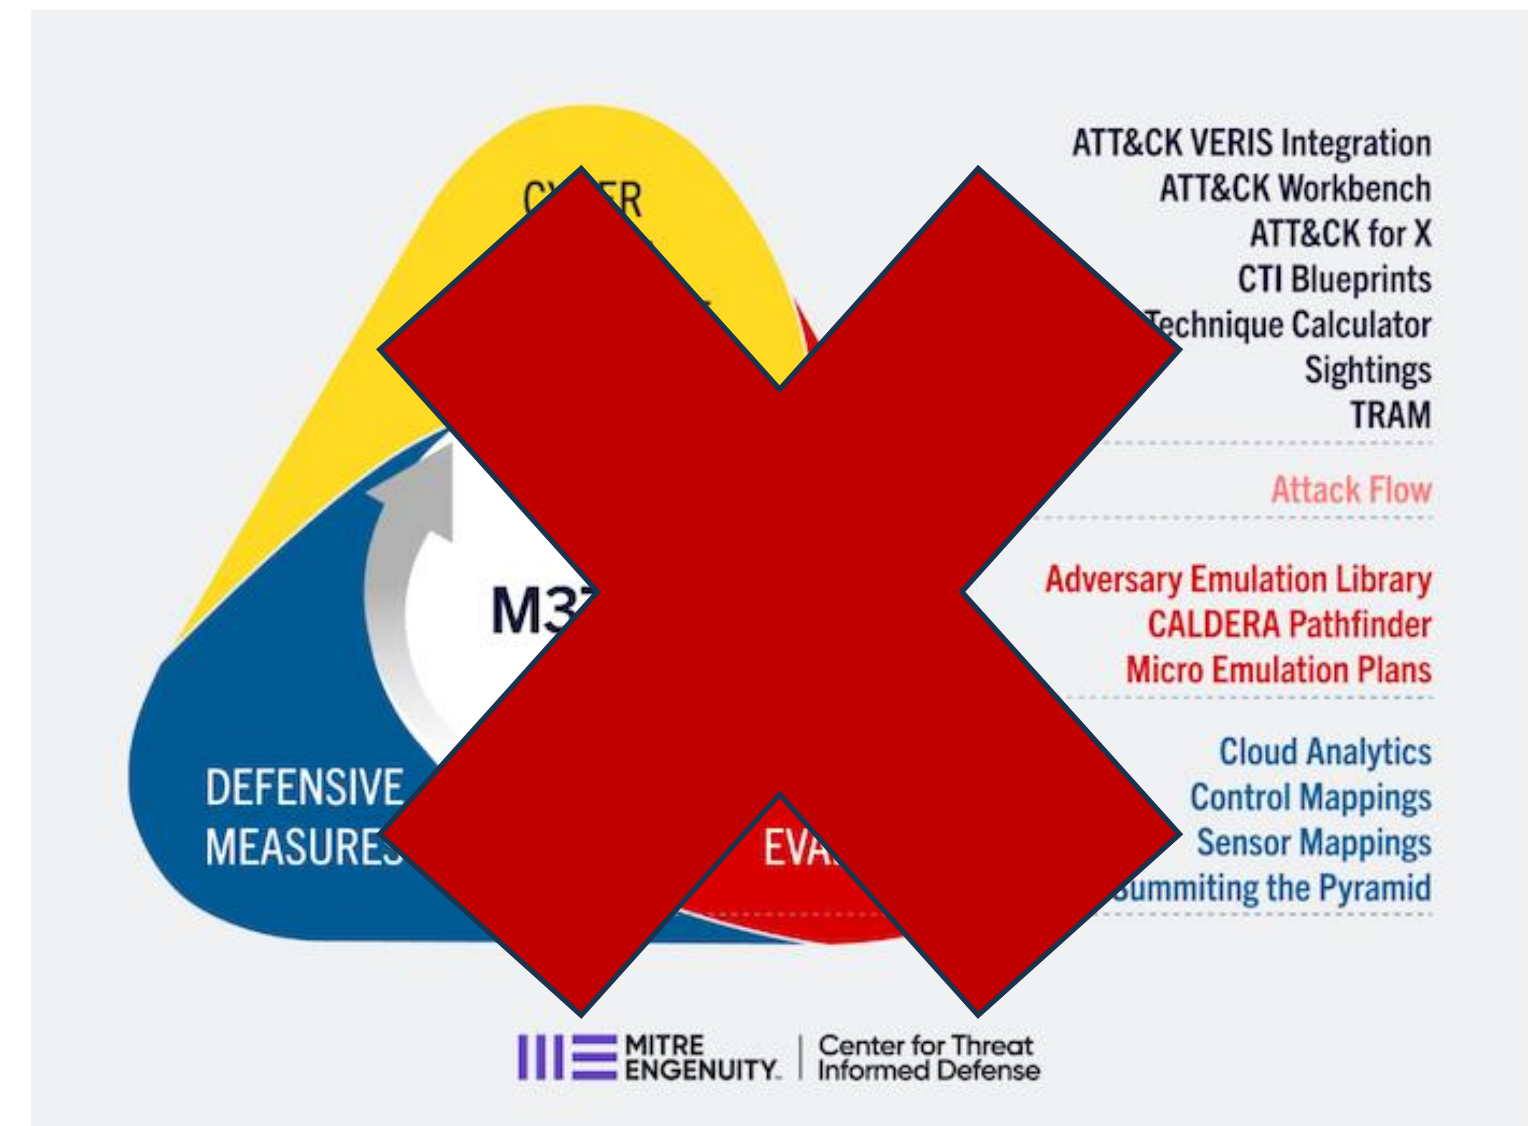 DEFENSIVE
MEASURES
ATT&CK VERIS Integration
ATT&CK Workbench
ATT&CK for X
CTI Blueprints
Technique Calculator
Sightings
TRAM
Attack Flow
Adversary Emulation Library
CALDERA Pathfinder
Micro Emulation Plans
Cloud Analytics
Control Mappings
Sensor Mappings
Summiting the Pyramid
MITRE
ENGENUITY.
Center for Threat
Informed Defense